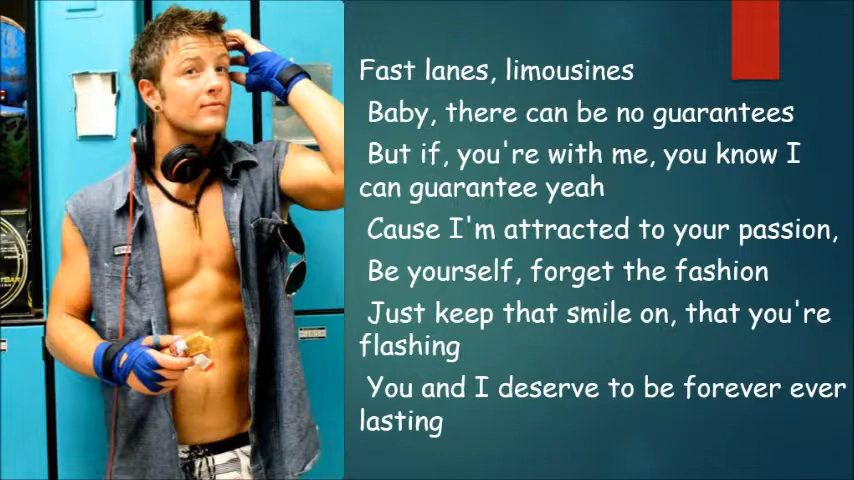 Fast lanes, limousines
Baby, there can be no guarantees
But if, you're with me, you know I
can guarantee yeah
Cause I'm attracted to your passion,
Be yourself, forget the fashion
Just keep that smile on, that you're
flashing
You and I deserve to be forever ever
lasting